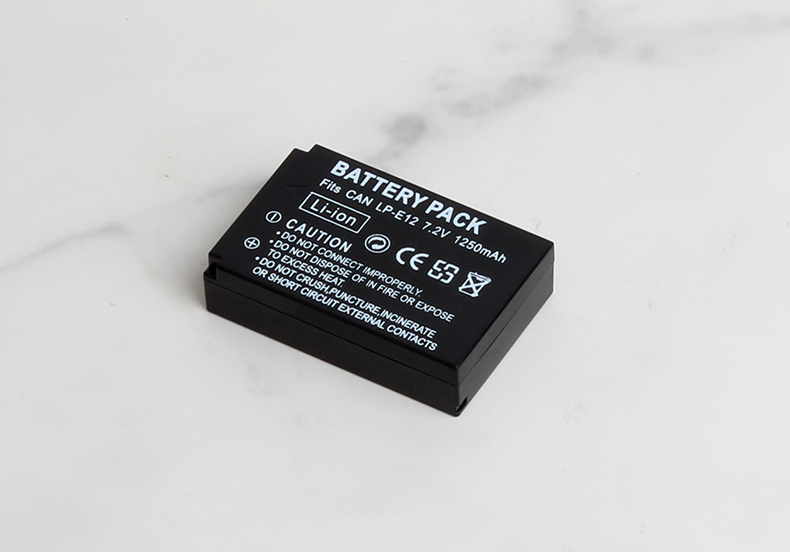 BATTERY PACK
Fits CAN LP-E12 7.2V 1250mAh
Li-ion
CE
CAUTION
• DO NOT CONNECT IMPROPERLY.
• DO NOT DISPOSE OF IN FIRE OR EXPOSE
TO EXCESS HEAT.
• DO NOT CRUSH,PUNCTURE,INCINERATE
OR SHORT CIRCUIT EXTERNAL CONTACTS